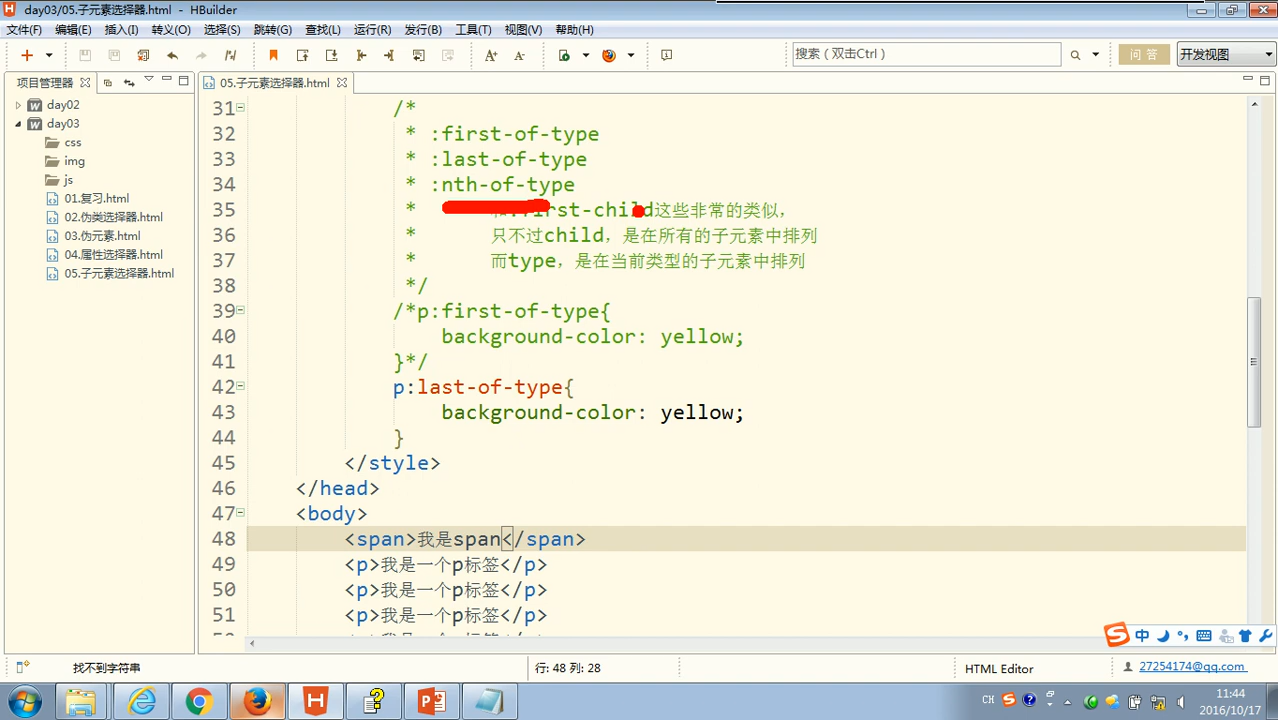 day03/05.子元素选择器.html - HBuilder
文件(F) 编辑(E) 插入(I) 转义(O) 选择(S) 跳转(G) 查找(L) 运行(R) 发行(B) 工具(T) 视图(V) 帮助(H)
搜索（双击Ctrl） 问答 开发视图
项目管理器
05.子元素选择器.html
day02
day03
css
img
js
01.复习.html
02.伪类选择器.html
03.伪元素.html
04.属性选择器.html
05.子元素选择器.html
31 /*
32 * :first-of-type
33 * :last-of-type
34 * :nth-of-type
35 * 和:first-child这些非常的类似，
36 * 只不过child，是在所有的子元素中排列
37 * 而type，是在当前类型的子元素中排列
38 */
39 /*p:first-of-type{
40 background-color: yellow;
41 }*/
42 p:last-of-type{
43 background-color: yellow;
44 }
45 </style>
46 </head>
47 <body>
48 <span>我是span</span>
49 <p>我是一个p标签</p>
50 <p>我是一个p标签</p>
51 <p>我是一个p标签</p>
中
找不到字符串
行: 48 列: 28
HTML Editor
27254174@qq.com
CH
11:44
2016/10/17